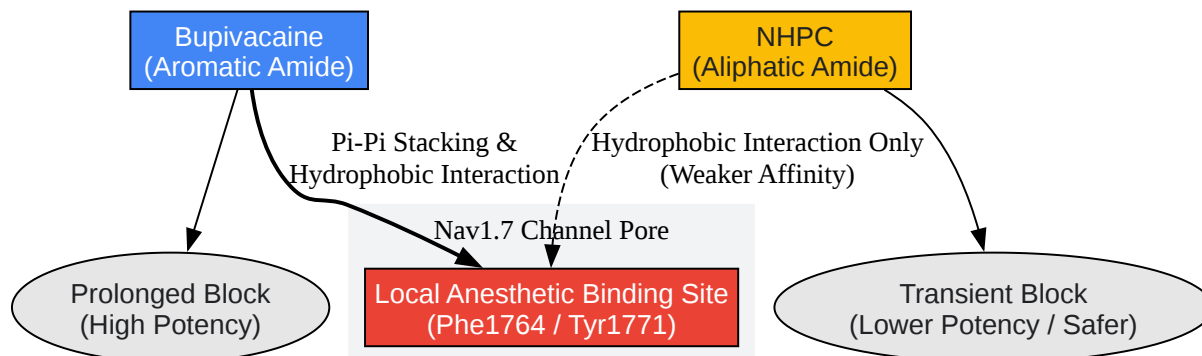 Bupivacaine
(Aromatic Amide)
NHPC
(Aliphatic Amide)
Pi-Pi Stacking &
Hydrophobic Interaction
Hydrophobic Interaction Only
(Weaker Affinity)
Nav1.7 Channel Pore
Prolonged Block
(High Potency)
Local Anesthetic Binding Site
(Phe1764 / Tyr1771)
Transient Block
(Lower Potency / Safer)